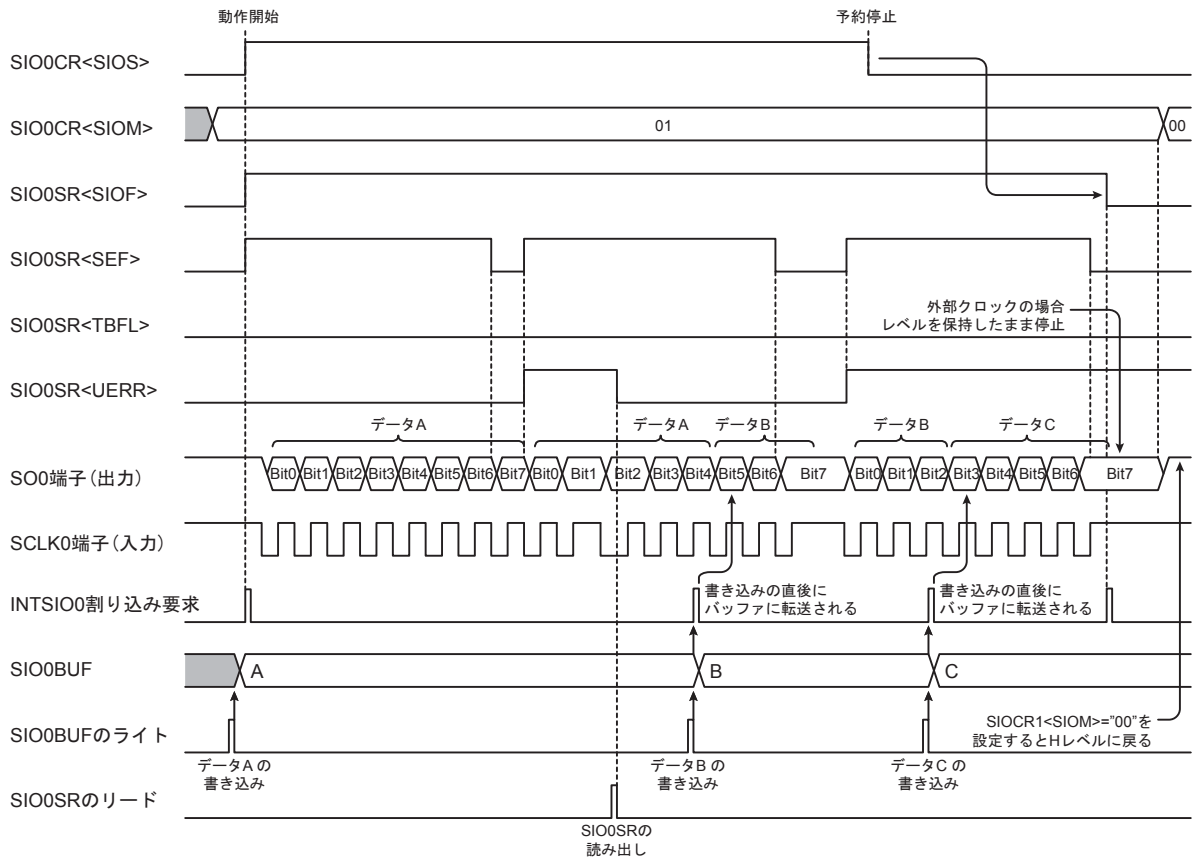 動作開始
予約停止
SIO0CR<SIOS>
SIO0CR<SIOM>
01
00
SIO0SR<SIOF>
SIO0SR<SEF>
SIO0SR<TBFL>
外部クロックの場合
レベルを保持したまま停止
SIO0SR<UERR>
データA
データA
データB
データB
データC
SO0端子(出力)
Bit0 Bit1 Bit2 Bit3 Bit4 Bit5 Bit6 Bit7 Bit0 Bit1 Bit2 Bit3 Bit4 Bit5 Bit6 Bit7 Bit0 Bit1 Bit2 Bit3 Bit4 Bit5 Bit6 Bit7
SCLK0端子(入力)
INTSIO0割り込み要求
書き込みの直後に
バッファに転送される
書き込みの直後に
バッファに転送される
SIO0BUF
A
B
C
SIO0BUFのライト
SIOCR1<SIOM>="00"を
設定するとHレベルに戻る
データA の
書き込み
データB の
書き込み
データC の
書き込み
SIO0SRのリード
SIO0SRの
読み出し